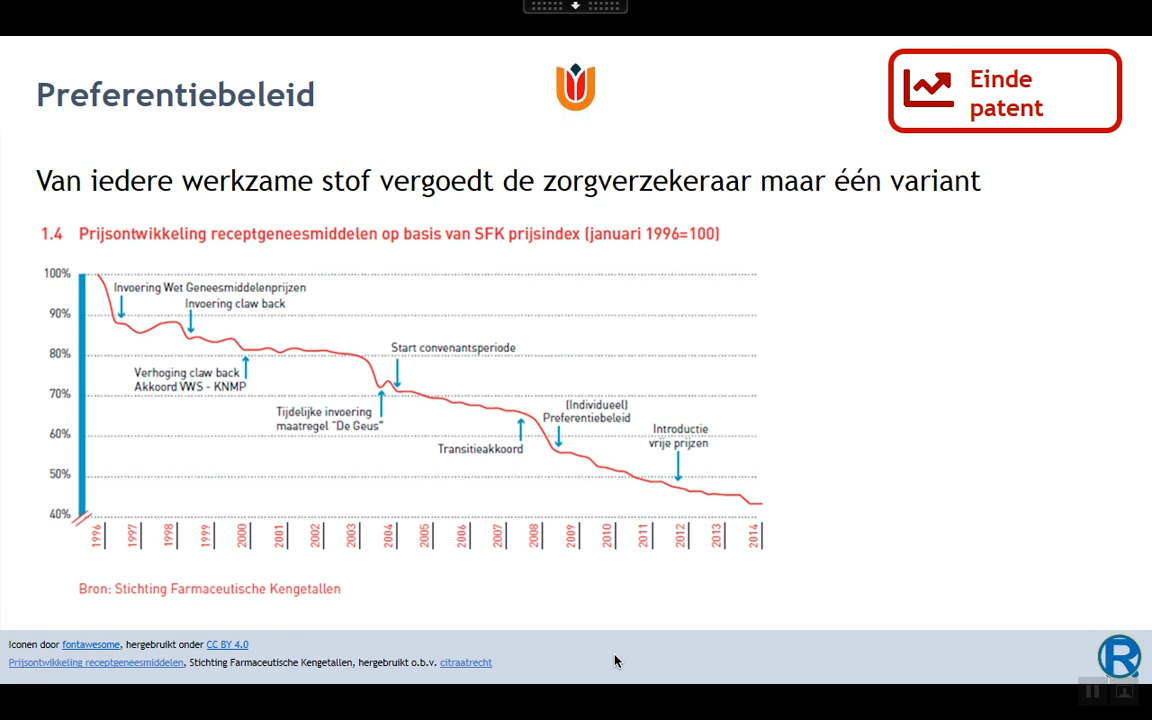 Preferentiebeleid
Einde
patent
Van iedere werkzame stof vergoedt de zorgverzekeraar maar één variant
1.4 Prijsontwikkeling receptgeneesmiddelen op basis van SFK prijsindex (januari 1996=100)
100%
90%
80%
70%
60%
50%
40%
Invoering Wet Geneesmiddelenprijzen
Invoering claw back
Verhoging claw back
Akkoord VWS - KNMP
Tijdelijke invoering
maatregel "De Geus"
Start convenantsperiode
Transitieakkoord
(Individueel)
Preferentiebeleid
Introductie
vrije prijzen
1996
1997
1998
1999
2000
2001
2002
2003
2004
2005
2006
2007
2008
2009
2010
2011
2012
2013
2014
Bron: Stichting Farmaceutische Kengetallen
Iconen door fontawesome, hergebruikt onder CC BY 4.0
Prijsontwikkeling receptgeneesmiddelen, Stichting Farmaceutische Kengetallen, hergebruikt o.b.v. citraatrecht
R